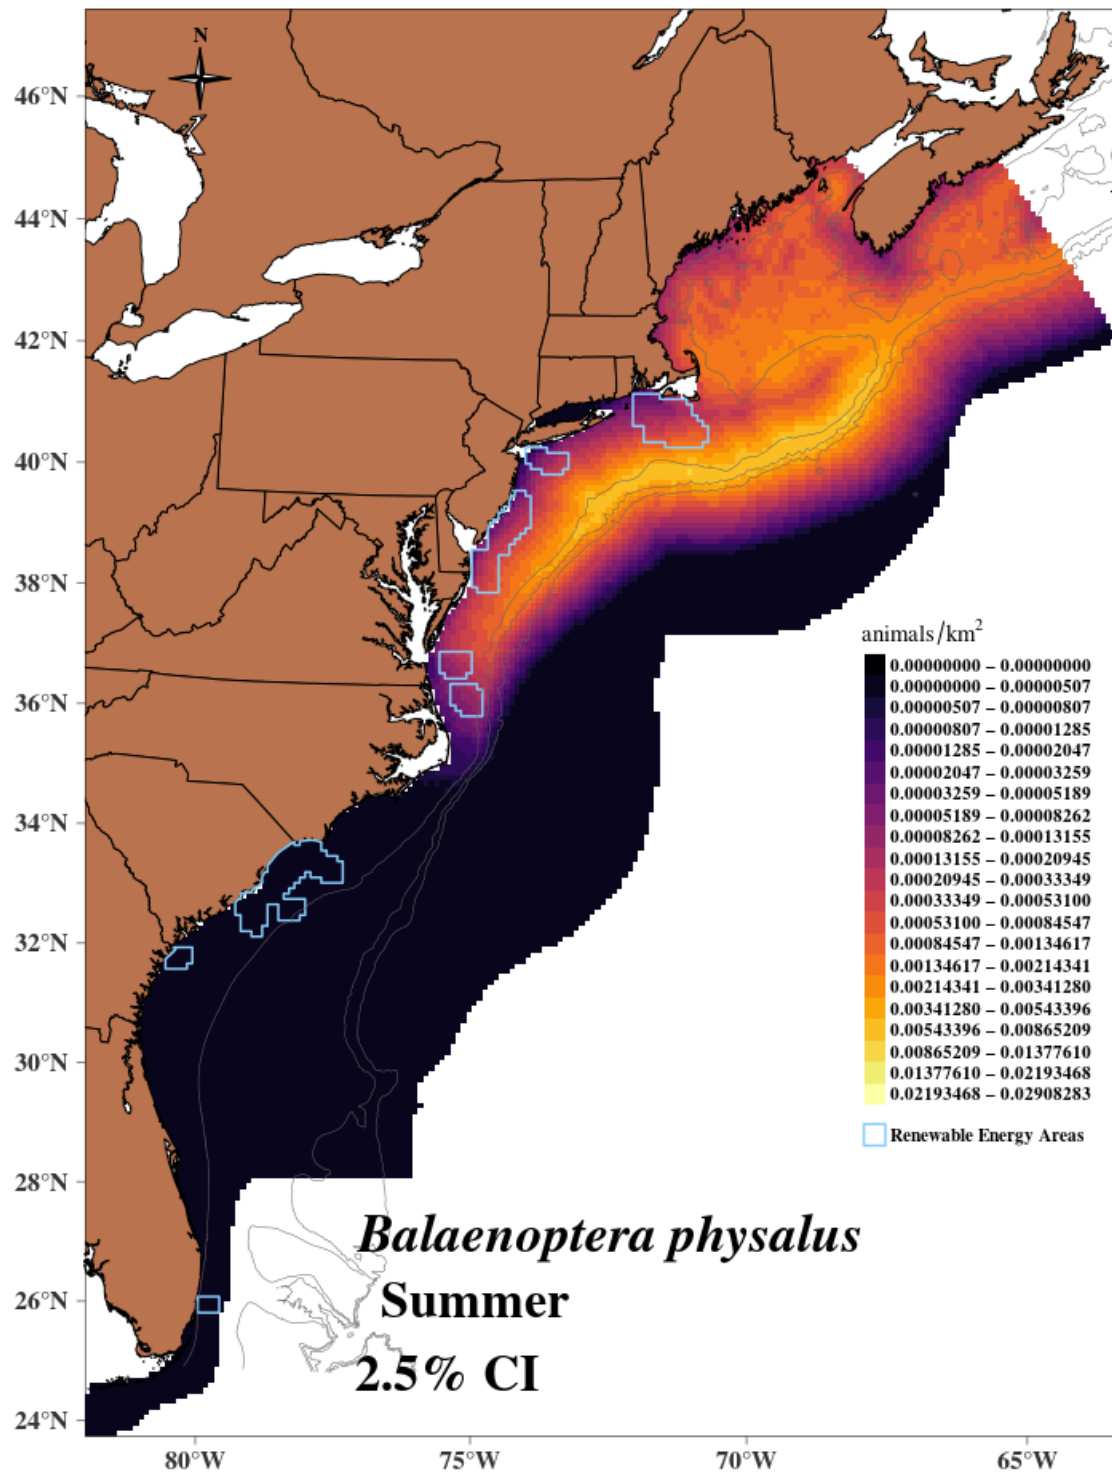 N
46°N
44°N
42°N
40°N
38°N
36°N
34°N
32°N
30°N
28°N
26°N
24°N
80°W
75°W
70°W
65°W
animals/km²
0.00000000 – 0.00000000
0.00000000 – 0.00000507
0.00000507 – 0.00000807
0.00000807 – 0.00001285
0.00001285 – 0.00002047
0.00002047 – 0.00003259
0.00003259 – 0.00005189
0.00005189 – 0.00008262
0.00008262 – 0.00013155
0.00013155 – 0.00020945
0.00020945 – 0.00033349
0.00033349 – 0.00053100
0.00053100 – 0.00084547
0.00084547 – 0.00134617
0.00134617 – 0.00214341
0.00214341 – 0.00341280
0.00341280 – 0.00543396
0.00543396 – 0.00865209
0.00865209 – 0.01377610
0.01377610 – 0.02193468
0.02193468 – 0.02908283
Renewable Energy Areas
Balaenoptera physalus
Summer
2.5% CI